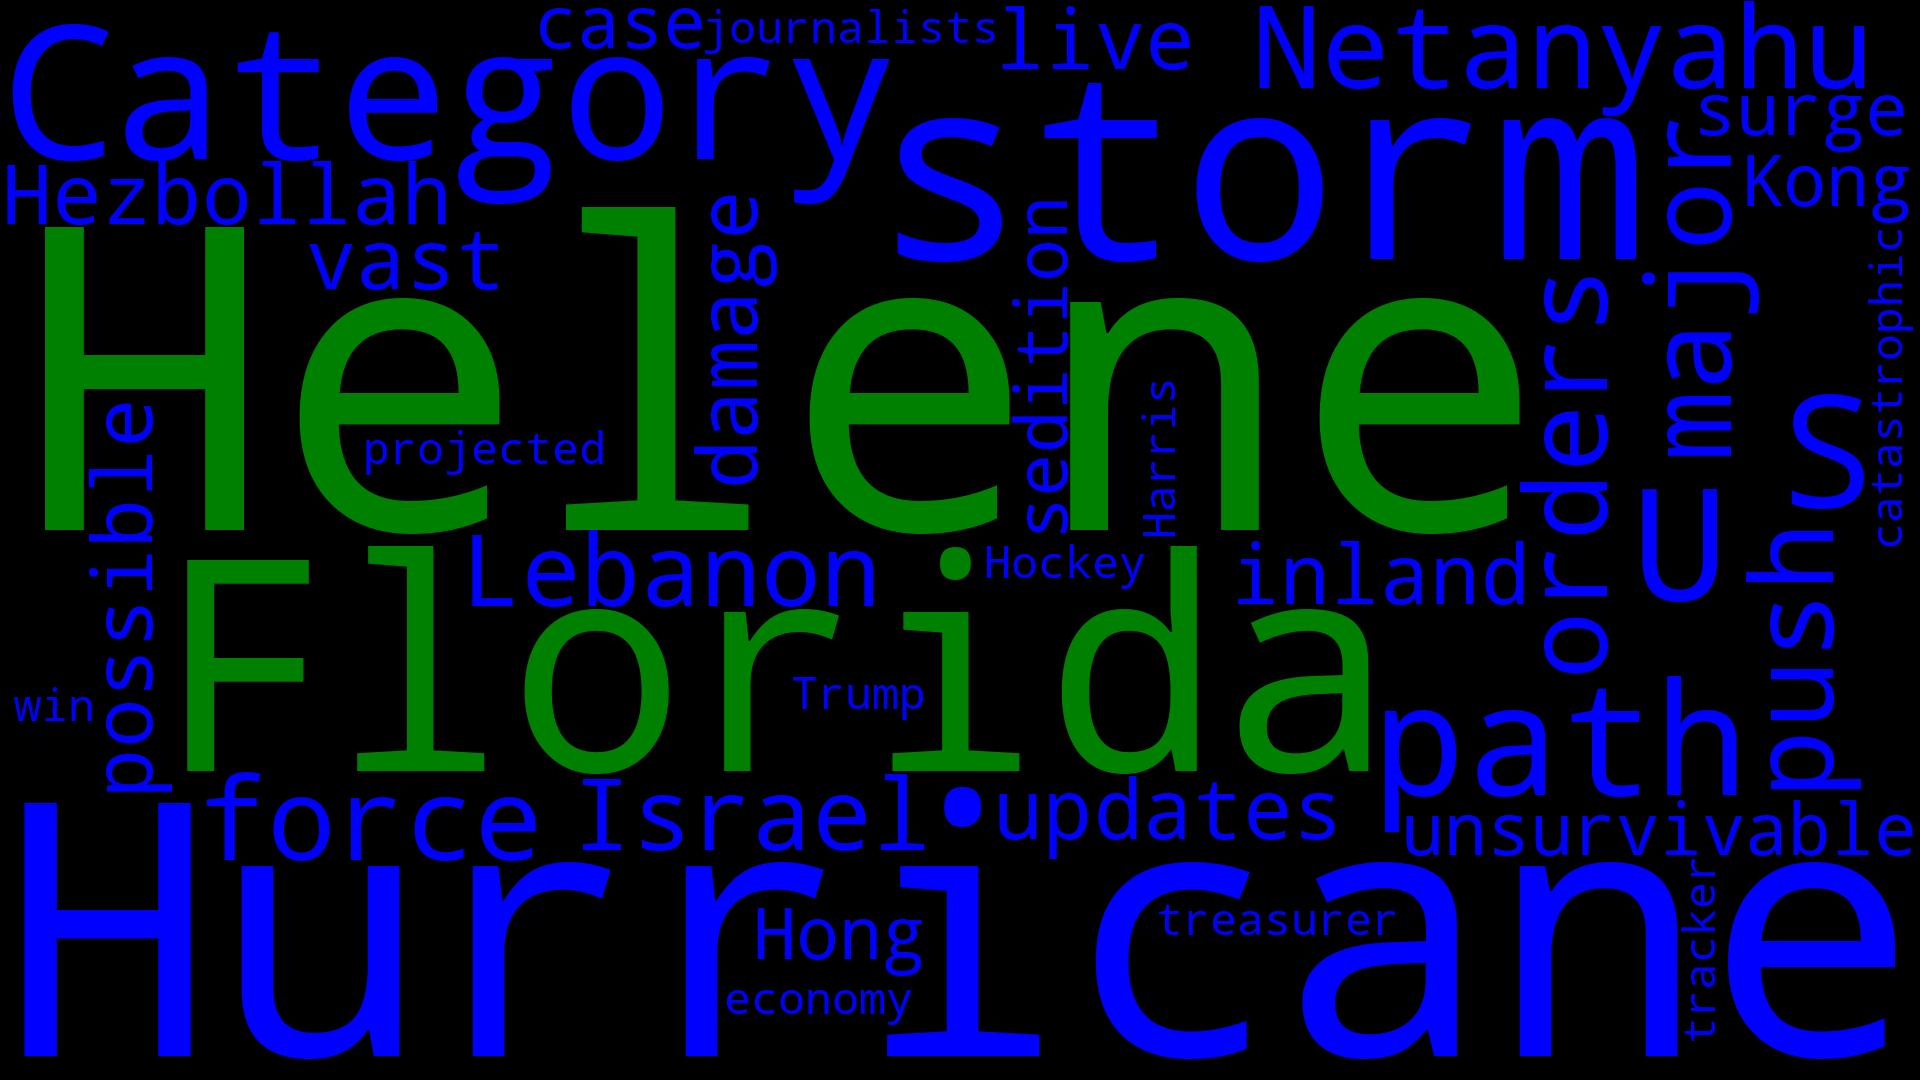 case
journalists
live
Netanyahu
Category
storm
surge
Kong
Hezbollah
vast
damage
sedition
major
catastrophic
Helene
orders
projected
Harris
possible
U
S
push
Lebanon
Hockey
inland
Florida
win
Trump
path
force
Israel
updates
unsurvivable
Hurricane
Hong
treasurer
tracker
economy